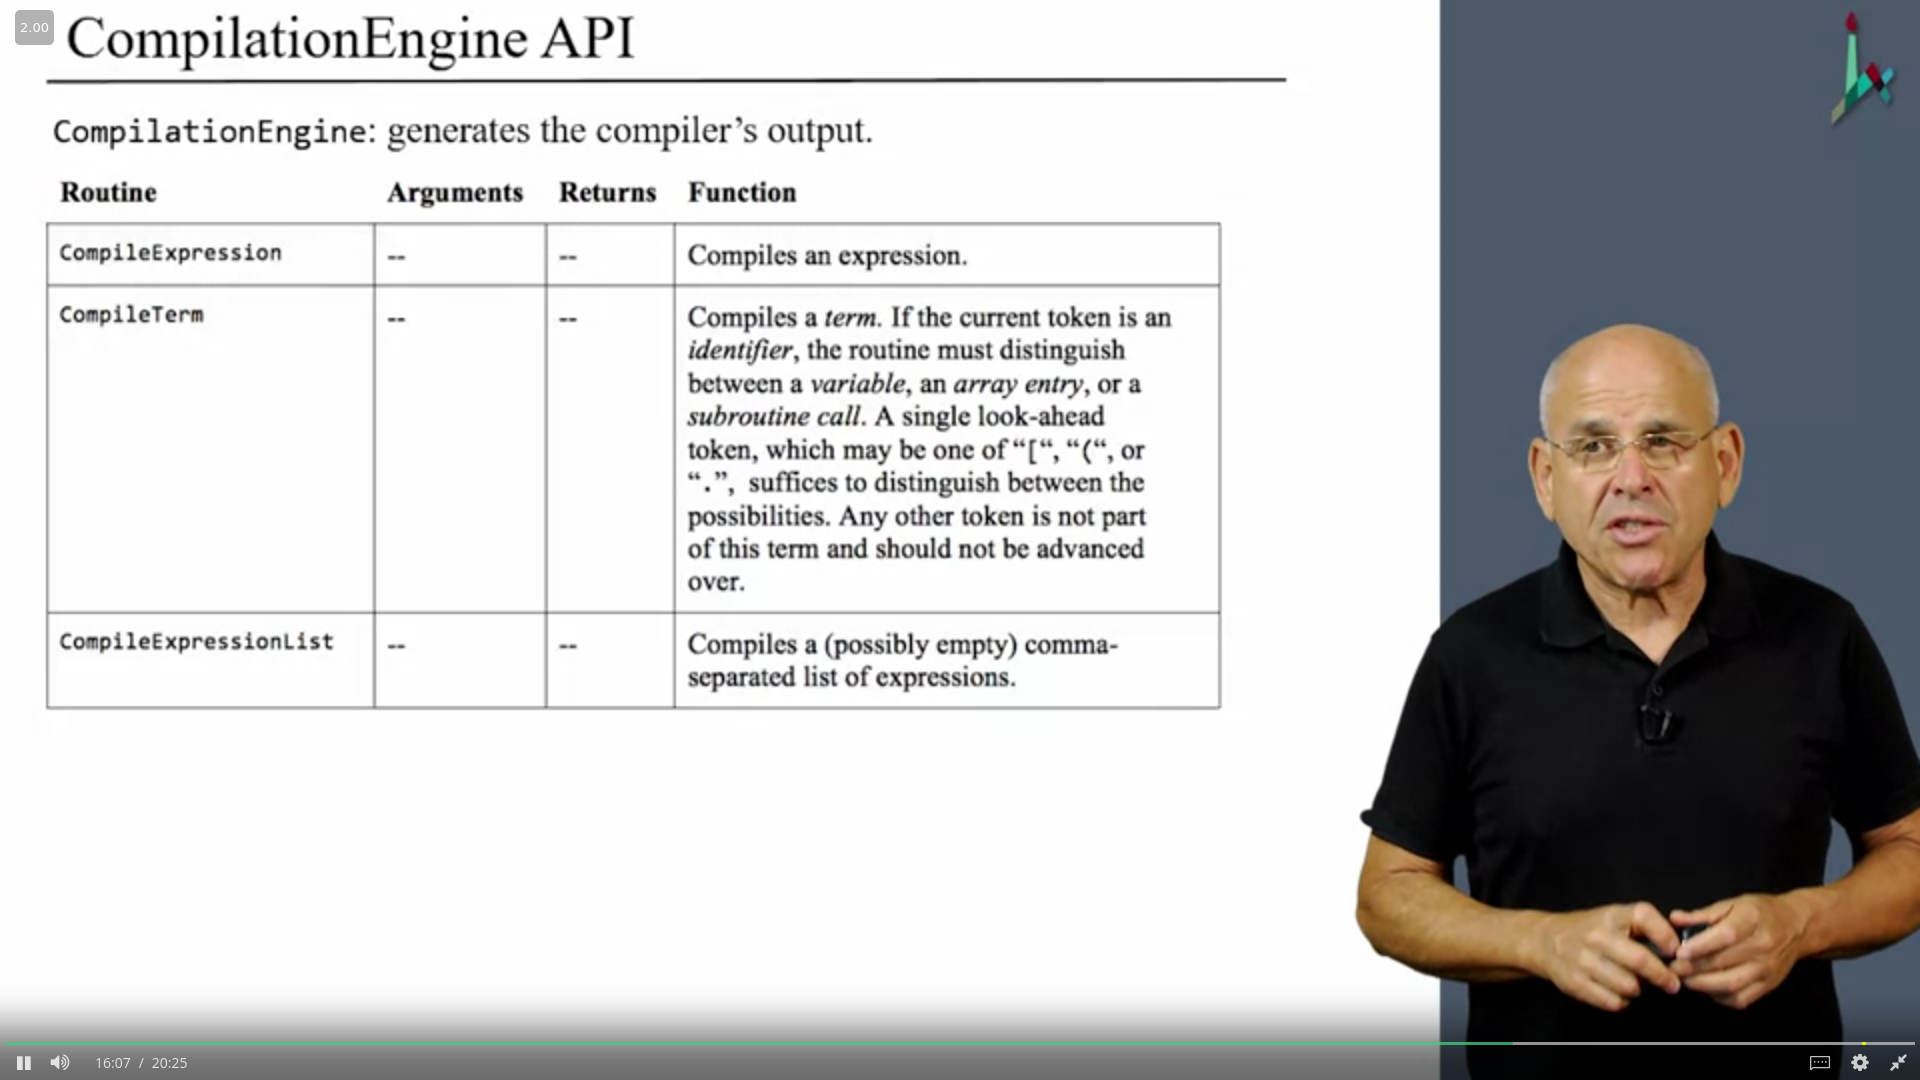 2.00
CompilationEngine API
CompilationEngine: generates the compiler’s output.
Routine Arguments Returns Function
CompileExpression -- -- Compiles an expression.
CompileTerm -- -- Compiles a term. If the current token is an
identifier, the routine must distinguish
between a variable, an array entry, or a
subroutine call. A single look-ahead
token, which may be one of “[“, “(“, or
“.”, suffices to distinguish between the
possibilities. Any other token is not part
of this term and should not be advanced
over.
CompileExpressionList -- -- Compiles a (possibly empty) comma-
separated list of expressions.
16:07 / 20:25